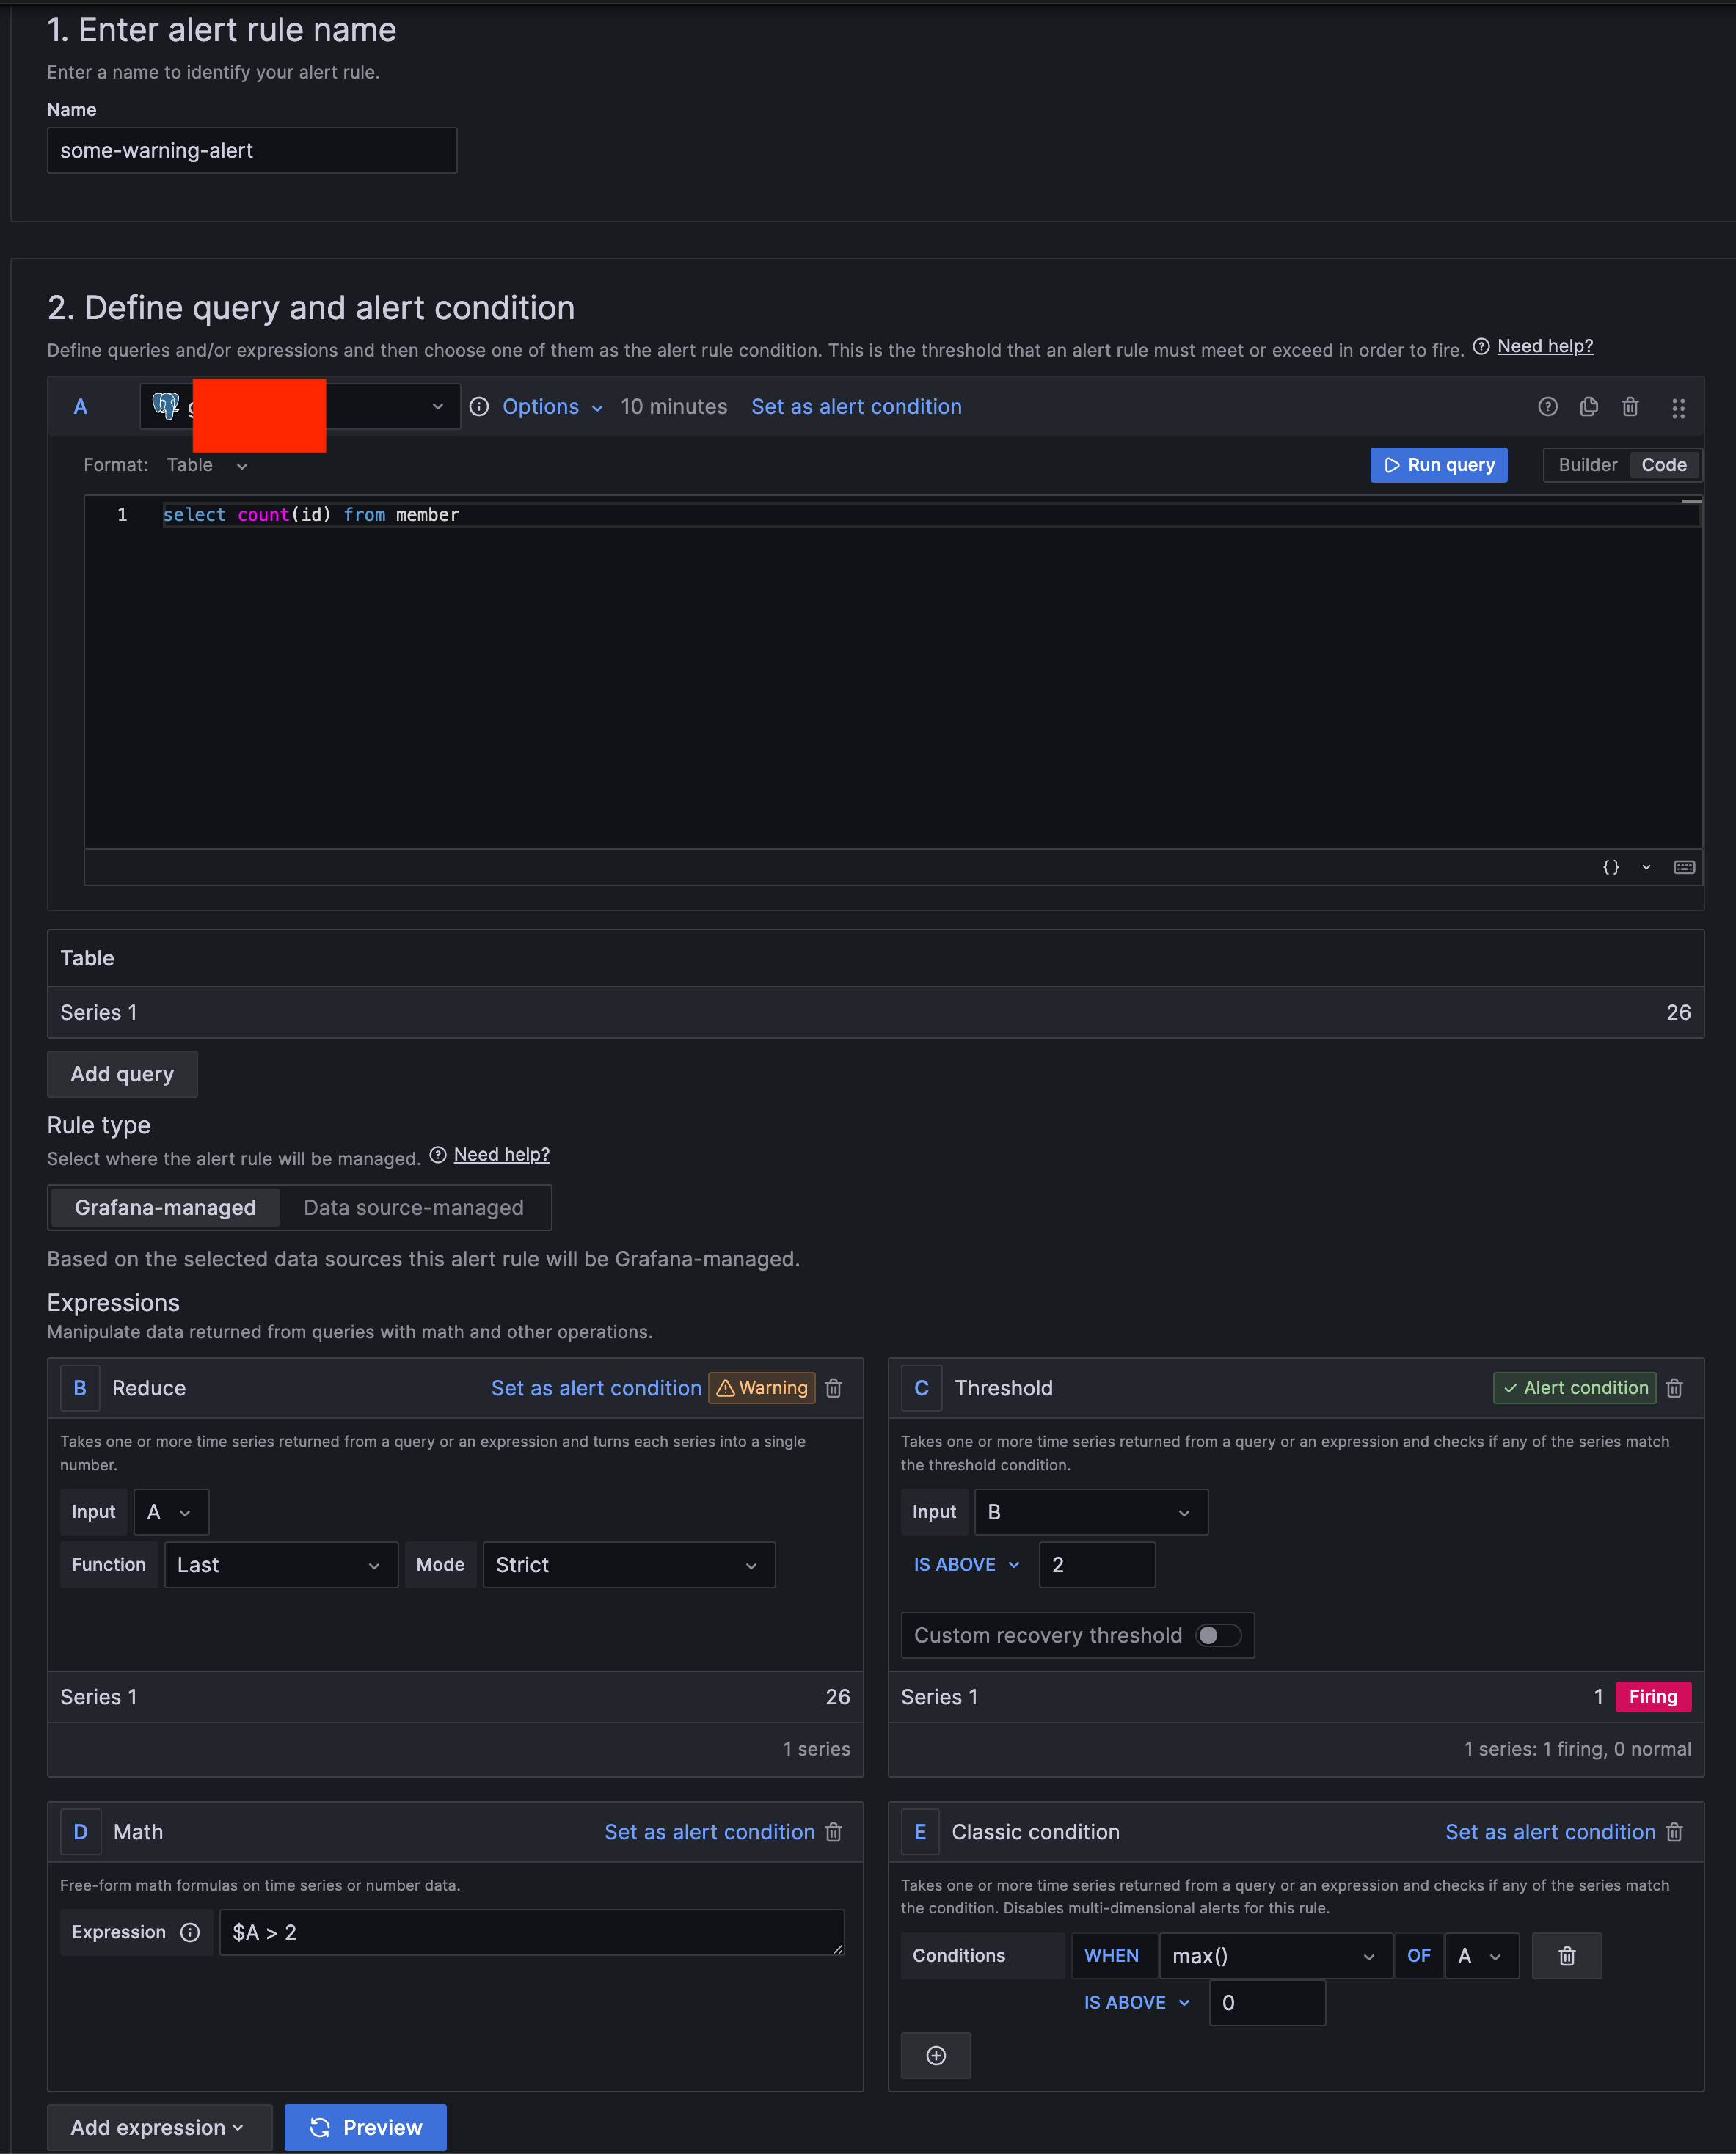 1. Enter alert rule name
Enter a name to identify your alert rule.
Name
some-warning-alert
2. Define query and alert condition
Define queries and/or expressions and then choose one of them as the alert rule condition. This is the threshold that an alert rule must meet or exceed in order to fire. Need help?
A Options 10 minutes Set as alert condition
Format: Table Run query Builder Code
1 select count(id) from member
{}
Table
Series 1 26
Add query
Rule type
Select where the alert rule will be managed. Need help?
Grafana-managed Data source-managed
Based on the selected data sources this alert rule will be Grafana-managed.
Expressions
Manipulate data returned from queries with math and other operations.
B Reduce Set as alert condition Warning
Takes one or more time series returned from a query or an expression and turns each series into a single
number.
Input A
Function Last Mode Strict
Series 1 26
1 series
C Threshold Alert condition
Takes one or more time series returned from a query or an expression and checks if any of the series match
the threshold condition.
Input B
IS ABOVE 2
Custom recovery threshold
Series 1 1 Firing
1 series: 1 firing, 0 normal
D Math Set as alert condition
Free-form math formulas on time series or number data.
Expression $A > 2
E Classic condition Set as alert condition
Takes one or more time series returned from a query or an expression and checks if any of the series match
the condition. Disables multi-dimensional alerts for this rule.
Conditions WHEN max() OF A
IS ABOVE 0
Add expression Preview